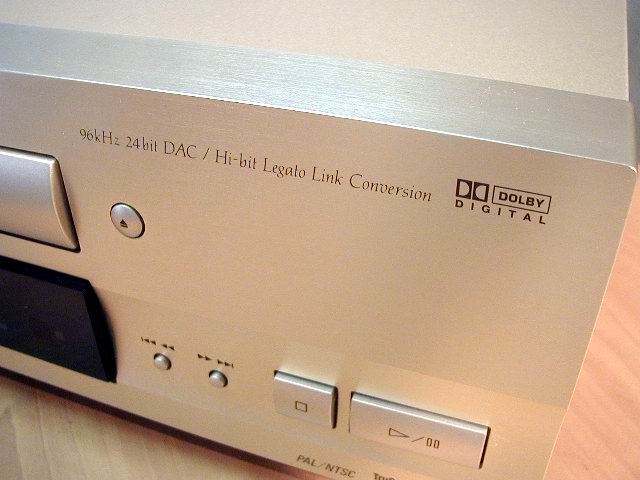 96kHz 24bit DAC / Hi-bit Legato Link Conversion
DOLBY
DIGITAL
PAL/NTSC